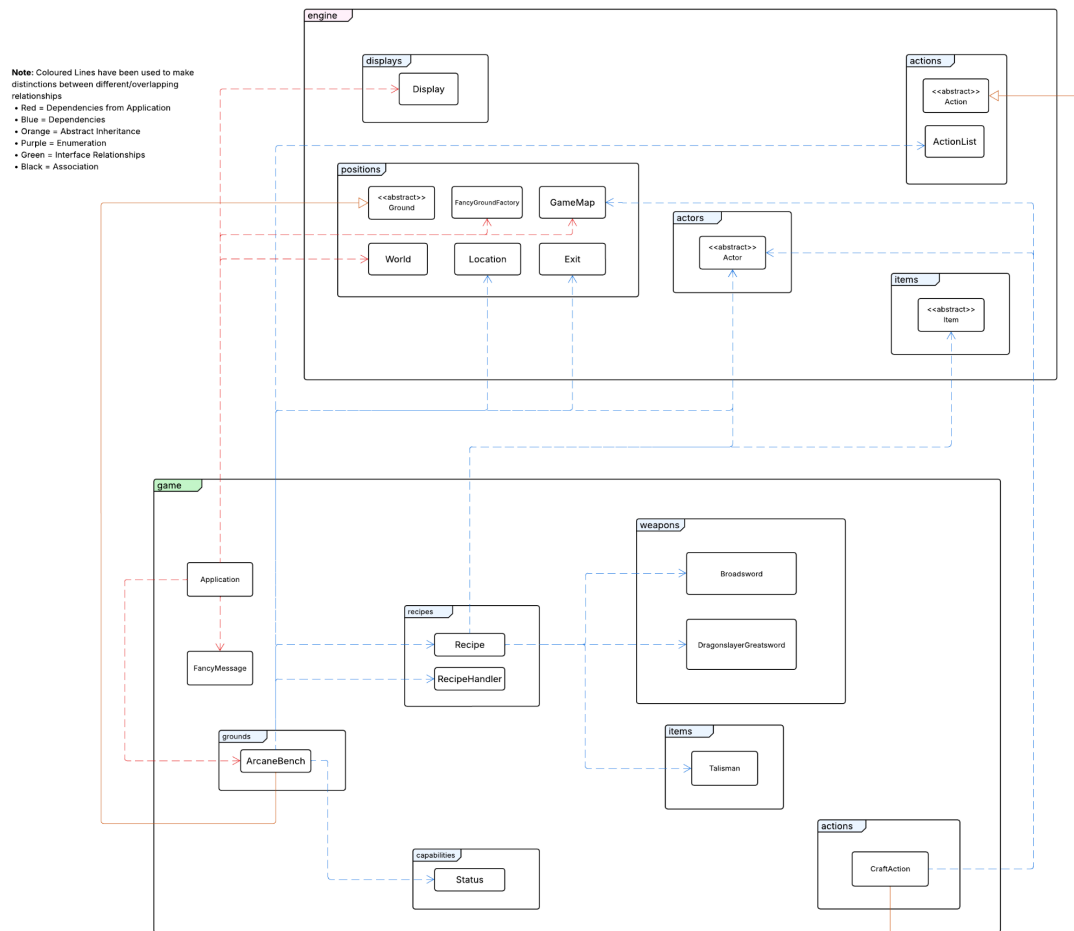 engine
Note: Coloured Lines have been used to make
distinctions between different/overlapping
relationships
• Red = Dependencies from Application
• Blue = Dependencies
• Orange = Abstract Inheritance
• Purple = Enumeration
• Green = Interface Relationships
• Black = Association
displays
Display
actions
<<abstract>>
Action
ActionList
positions
<<abstract>>
Ground
FancyGroundFactory
GameMap
World
Location
Exit
actors
<<abstract>>
Actor
items
<<abstract>>
Item
game
Application
FancyMessage
recipes
Recipe
RecipeHandler
weapons
Broadsword
DragonslayerGreatsword
grounds
ArcaneBench
items
Talisman
capabilities
Status
actions
CraftAction